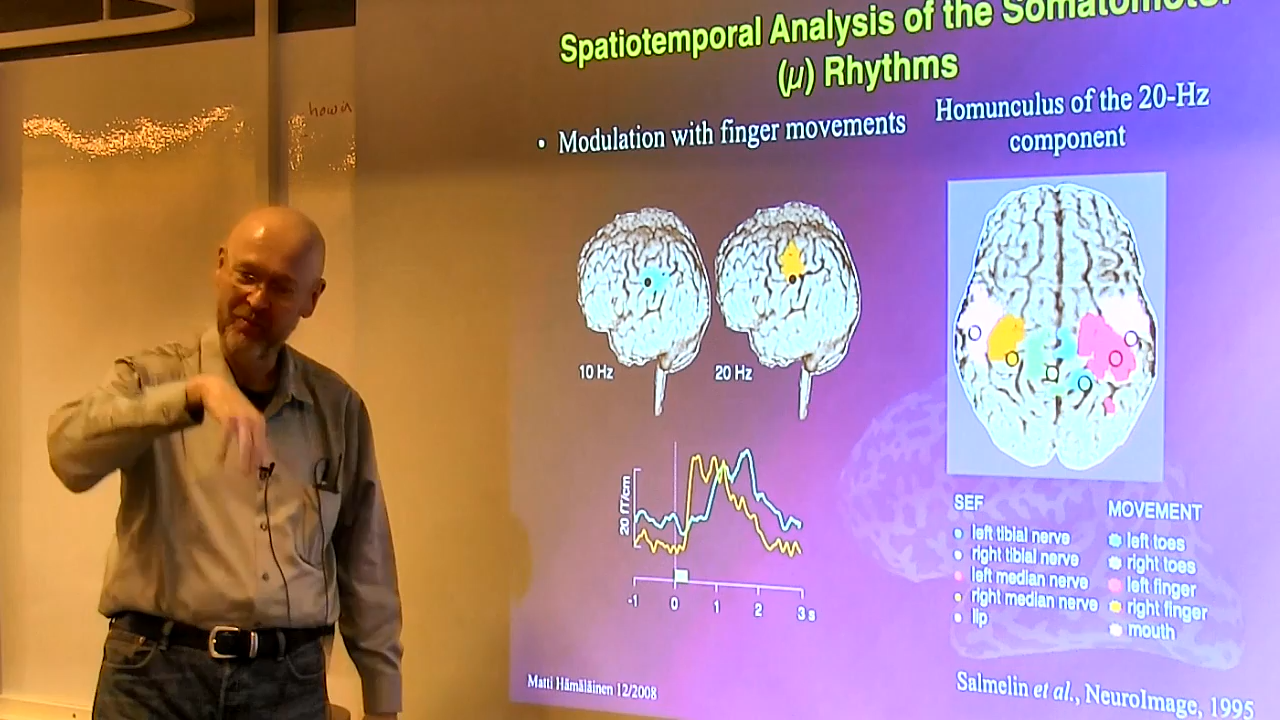 how in
Spatiotemporal Analysis of the Somatomotor
(μ) Rhythms
• Modulation with finger movements
Homunculus of the 20-Hz
component
10 Hz
20 Hz
20 fT/cm
-1 0 1 2 3 s
SEF
left tibial nerve
right tibial nerve
left median nerve
right median nerve
lip
MOVEMENT
left toes
right toes
left finger
right finger
mouth
Matti Hämäläinen 12/2008
Salmelin et al., NeuroImage, 1995